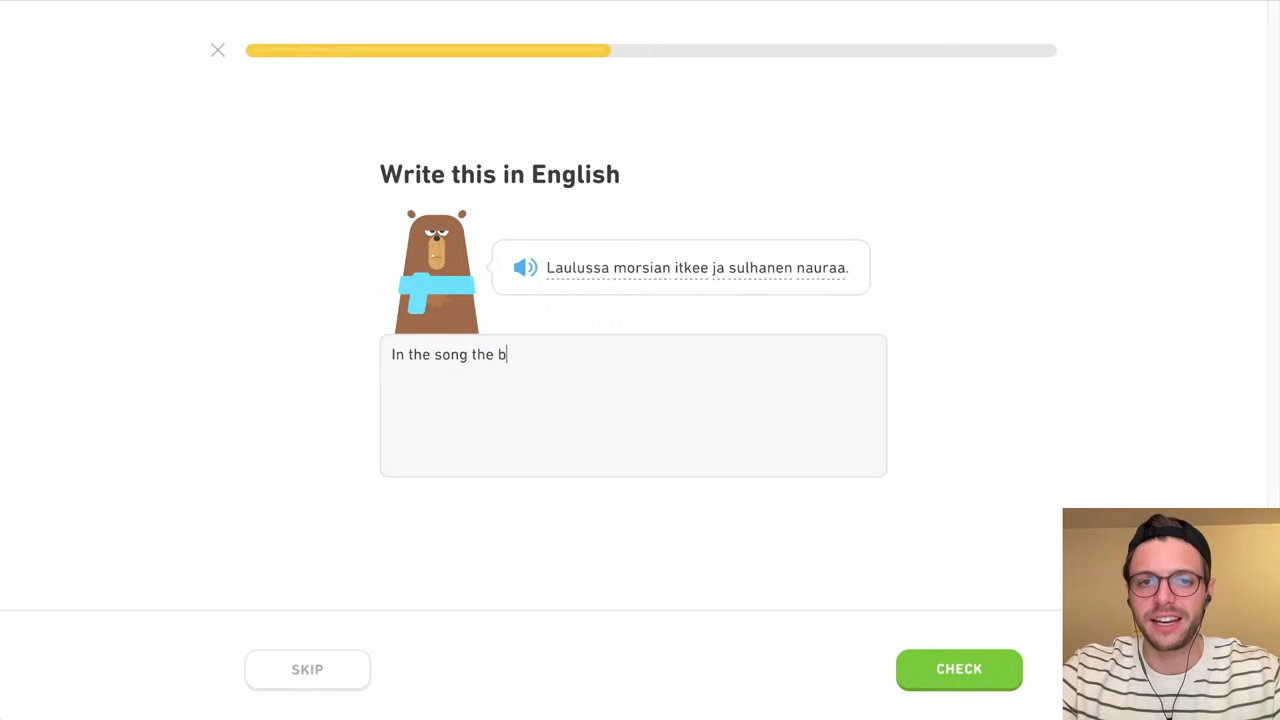 Write this in English
Laulussa morsian itkee ja sulhanen nauraa.
In the song the b
SKIP
CHECK